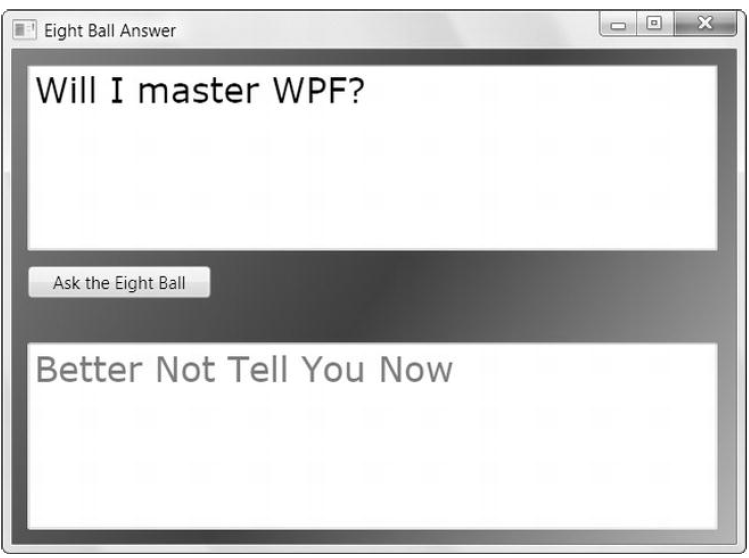 Eight Ball Answer
Will I master WPF?
Ask the Eight Ball
Better Not Tell You Now